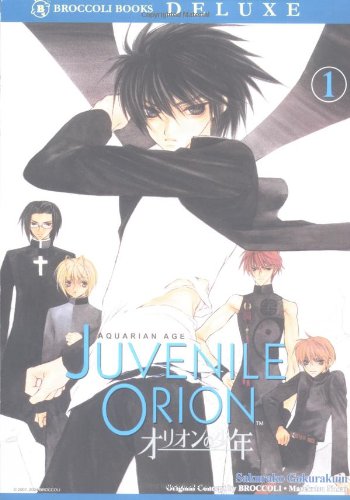 B BROCCOLI BOOKS DELUXE
1
AQUARIAN AGE
JUVENILE
ORION™
オリオンの少年
Sakurako Gokurakuin
Original Concept by BROCCOLI